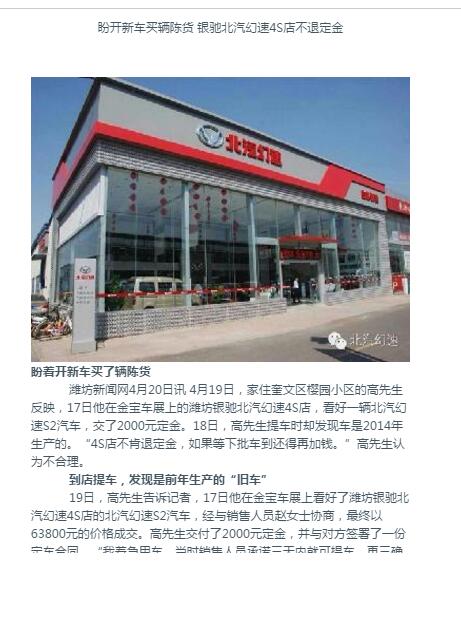 盼开新车买辆陈货 银驰北汽幻速4S店不退定金
北汽幻速
北汽幻速
北汽幻速
盼着开新车买了辆陈货
潍坊新闻网4月20日讯 4月19日，家住奎文区樱园小区的高先生
反映，17日他在金宝车展上的潍坊银驰北汽幻速4S店，看好一辆北汽幻
速S2汽车，交了2000元定金。18日，高先生提车时却发现车是2014年
生产的。“4S店不肯退定金，如果等下批车到还得再加钱。”高先生认
为不合理。
到店提车，发现是前年生产的“旧车”
19日，高先生告诉记者，17日他在金宝车展上看好了潍坊银驰北
汽幻速4S店的北汽幻速S2汽车，经与销售人员赵女士协商，最终以
63800元的价格成交。高先生交付了2000元定金，并与对方签署了一份